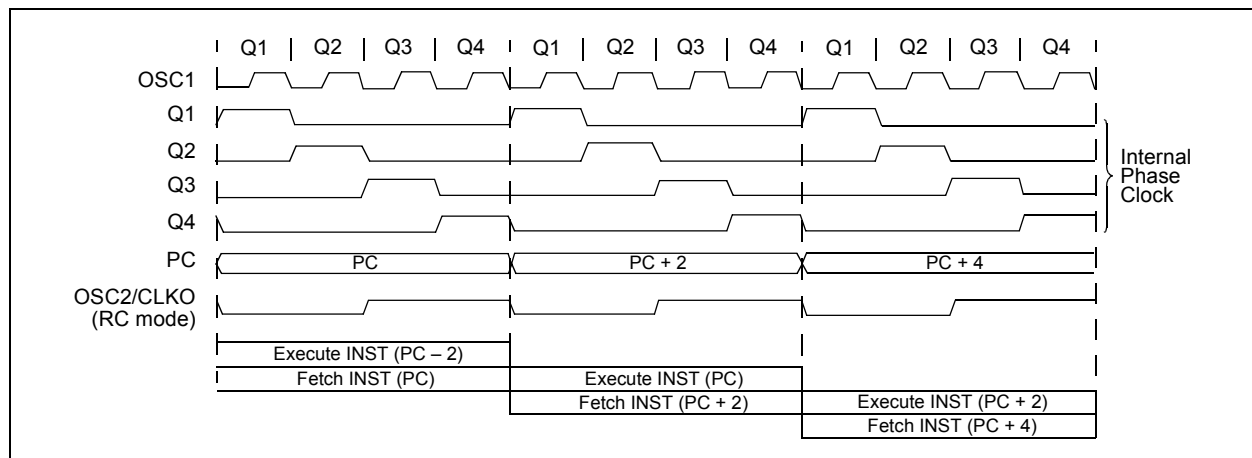 Q1 Q2 Q3 Q4 Q1 Q2 Q3 Q4 Q1 Q2 Q3 Q4
OSC1
Q1
Q2
Q3
Q4
Internal
Phase
Clock
PC PC PC + 2 PC + 4
OSC2/CLKO
(RC mode)
Execute INST (PC – 2)
Fetch INST (PC) Execute INST (PC)
Fetch INST (PC + 2) Execute INST (PC + 2)
Fetch INST (PC + 4)